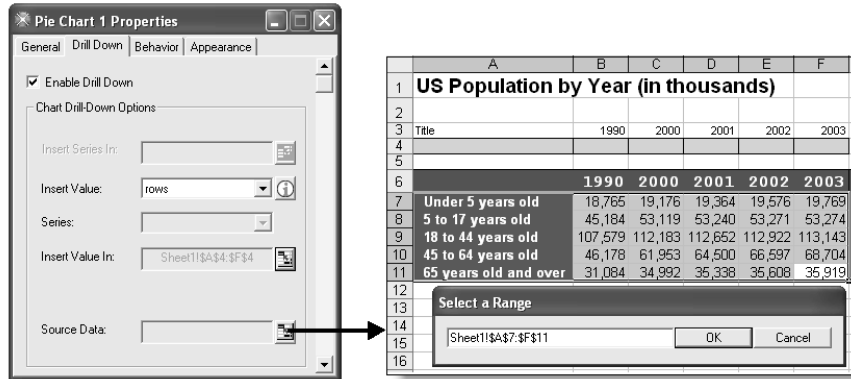 Pie Chart 1 Properties
General Drill Down Behavior Appearance
Enable Drill Down
Chart Drill-Down Options
Insert Series In:
Insert Value: rows
Series:
Insert Value In: Sheet1!$A$4:$F$4
Source Data:
A B C D E F
1 US Population by Year (in thousands)
2
3 Title 1990 2000 2001 2002 2003
4
5
6 1990 2000 2001 2002 2003
7 Under 5 years old 18,765 19,176 19,364 19,576 19,769
8 5 to 17 years old 45,184 53,119 53,240 53,271 53,274
9 18 to 44 years old 107,579 112,183 112,652 112,922 113,143
10 45 to 64 years old 46,178 61,953 64,500 66,597 68,704
11 65 years old and over 31,084 34,992 35,338 35,608 35,919
12
13 Select a Range
14
15 Sheet1!$A$7:$F$11 OK Cancel
16